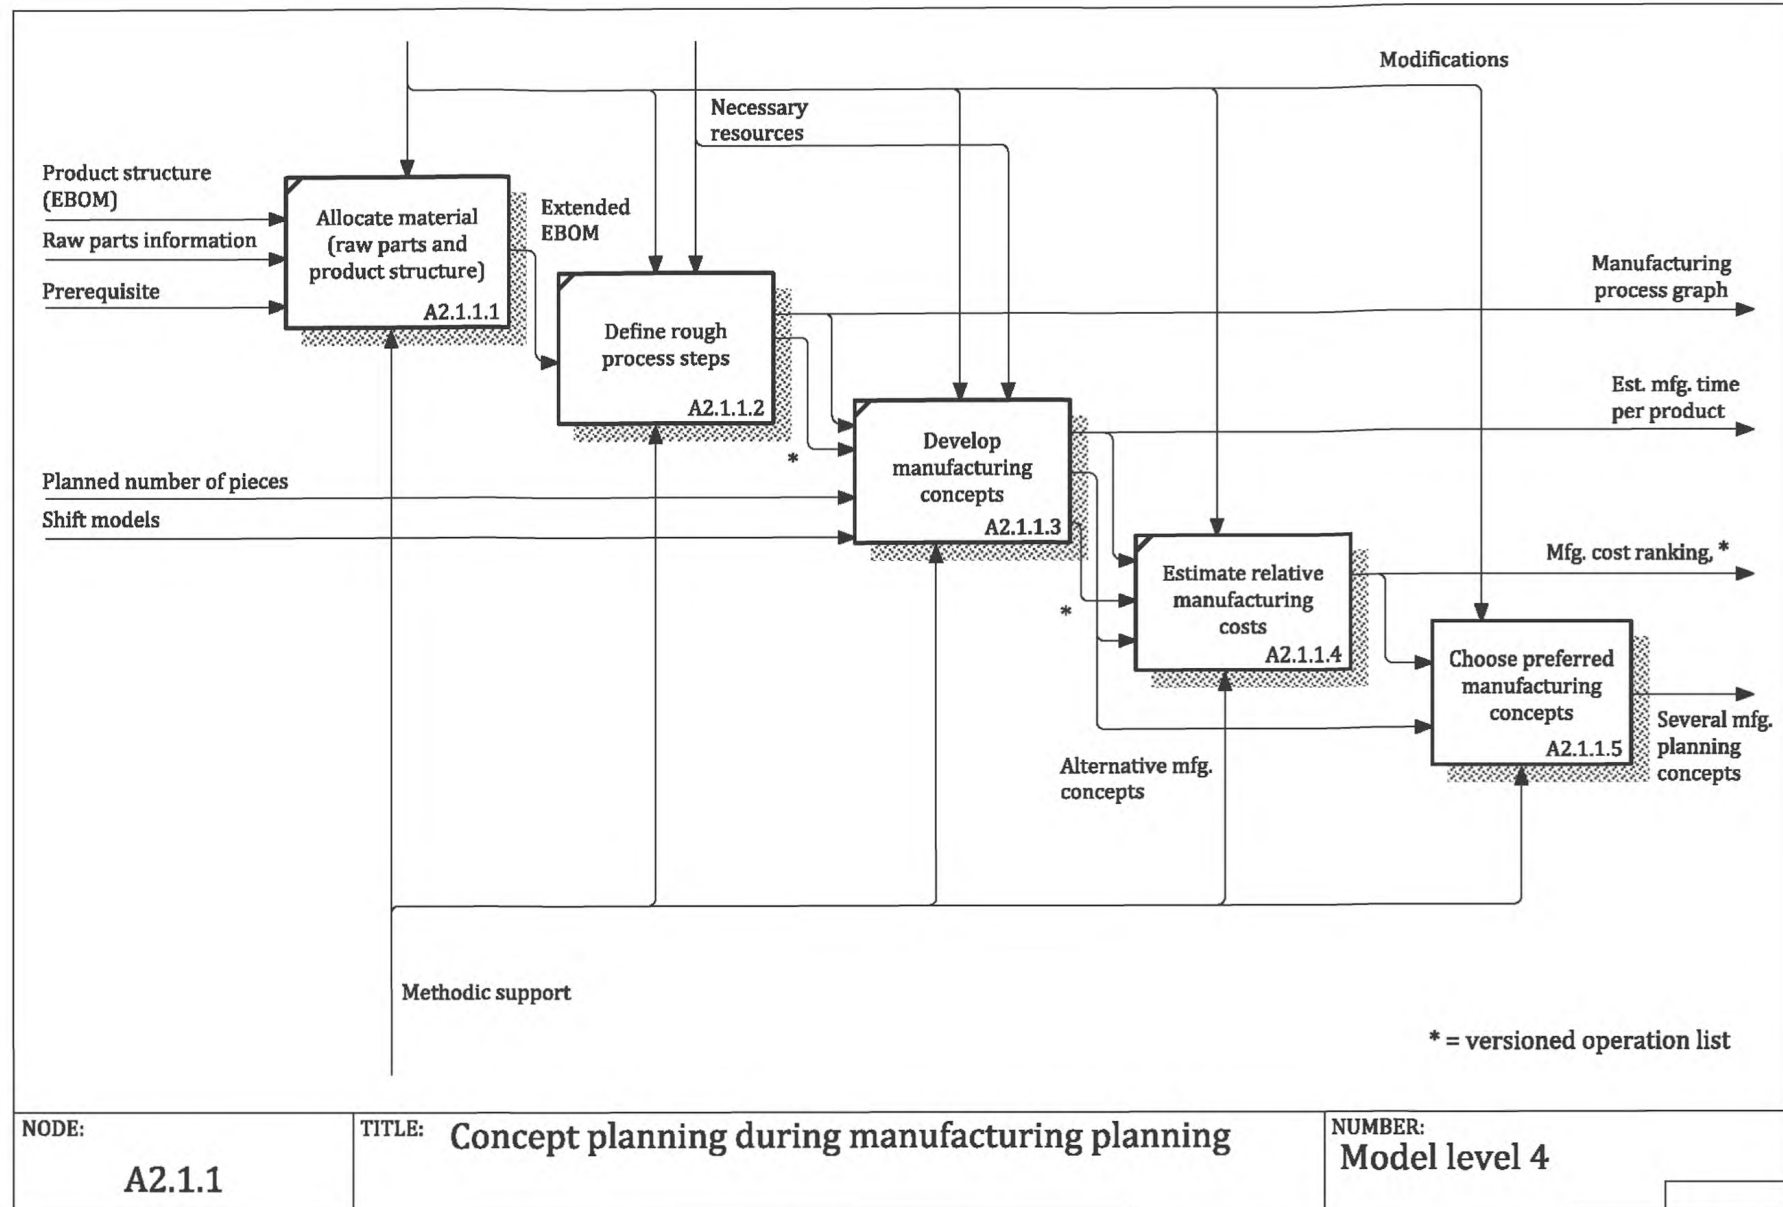 Modifications
Necessary
resources
Product structure
(EBOM)
Raw parts information
Prerequisite
Allocate material
(raw parts and
product structure)
A2.1.1.1
Extended
EBOM
Define rough
process steps
A2.1.1.2
Manufacturing
process graph
Est. mfg. time
per product
*
Planned number of pieces
Shift models
Develop
manufacturing
concepts
A2.1.1.3
*
Estimate relative
manufacturing
costs
A2.1.1.4
Mfg. cost ranking, *
Choose preferred
manufacturing
concepts
A2.1.1.5
Several mfg.
planning
concepts
Alternative mfg.
concepts
Methodic support
* = versioned operation list
NODE:
A2.1.1
TITLE: Concept planning during manufacturing planning
NUMBER:
Model level 4